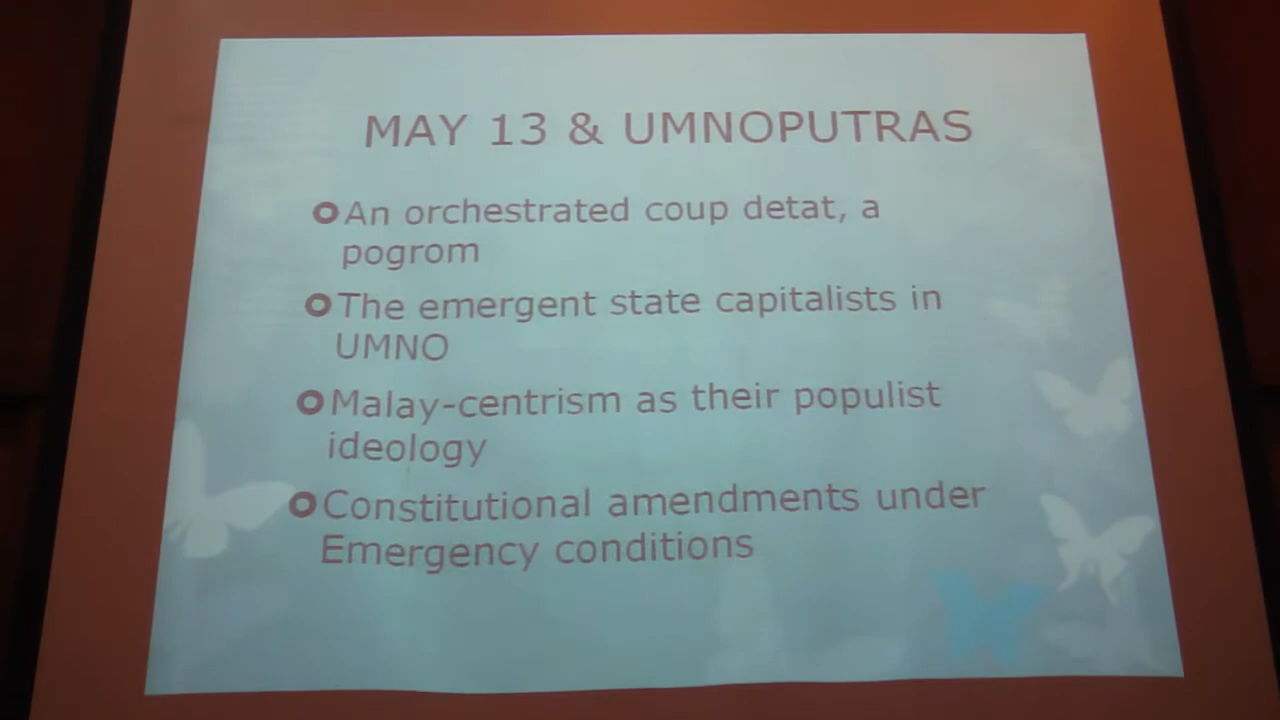 MAY 13 & UMNOPUTRAS
An orchestrated coup detat, a
pogrom
The emergent state capitalists in
UMNO
Malay-centrism as their populist
ideology
Constitutional amendments under
Emergency conditions